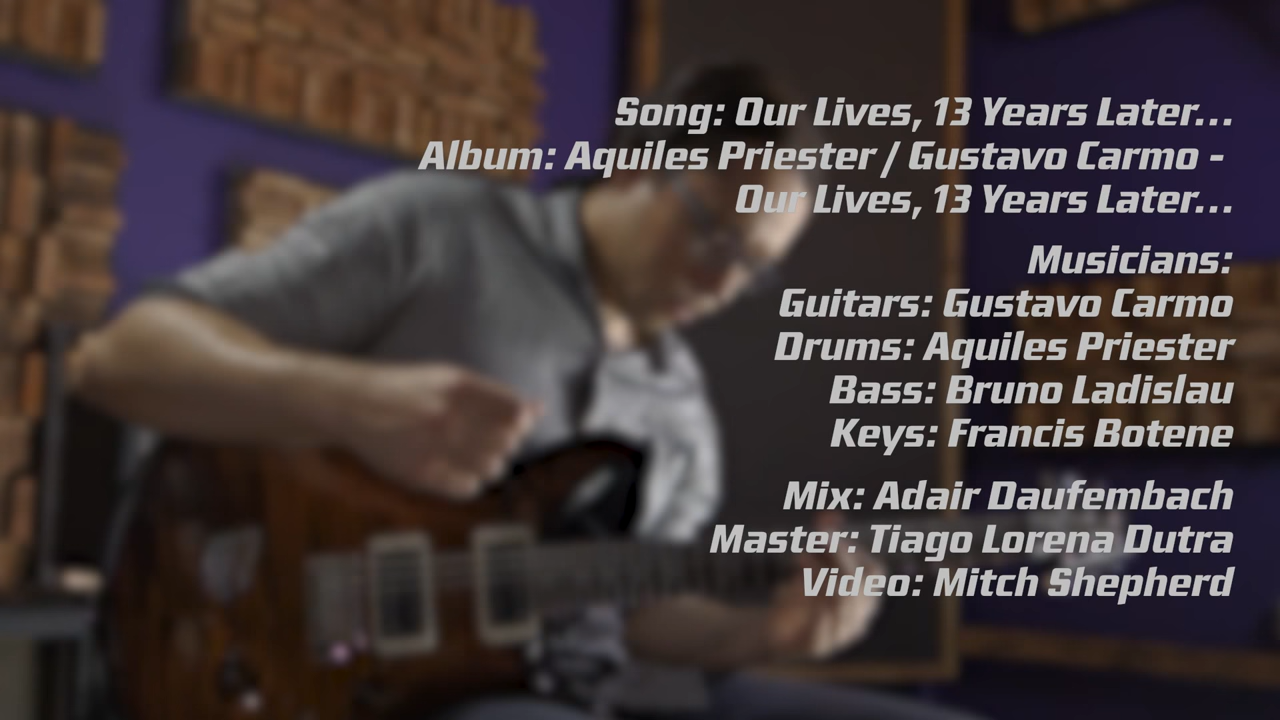 Song: Our Lives, 13 Years Later...
Album: Aquiles Priester / Gustavo Carmo -
Our Lives, 13 Years Later...
Musicians:
Guitars: Gustavo Carmo
Drums: Aquiles Priester
Bass: Bruno Ladislau
Keys: Francis Botene
Mix: Adair Daufembach
Master: Tiago Lorena Dutra
Video: Mitch Shepherd